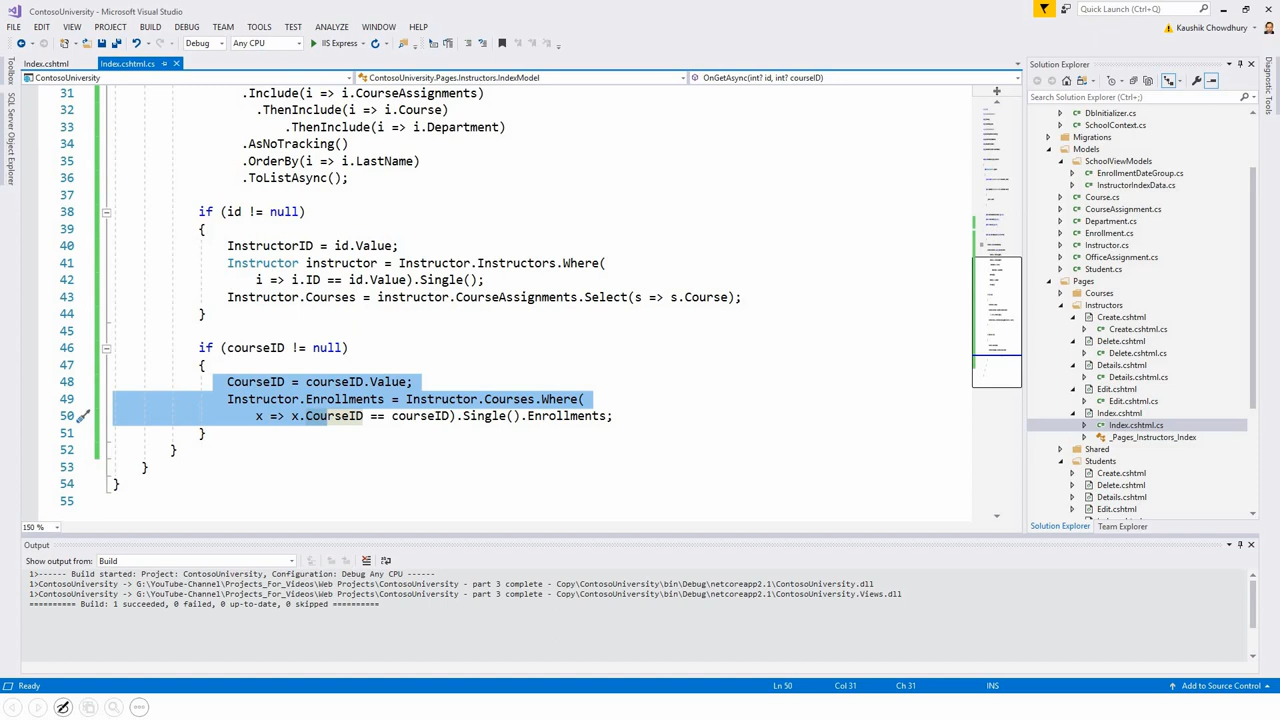 ContosoUniversity - Microsoft Visual Studio
Quick Launch (Ctrl+Q)
FILE EDIT VIEW PROJECT BUILD DEBUG TEAM TOOLS TEST ANALYZE WINDOW HELP
Kaushik Chowdhury
Debug Any CPU IIS Express
Index.cshtml Index.cshtml.cs
ContosoUniversity ContosoUniversity.Pages.Instructors.IndexModel OnGetAsync(int? id, int? courseID)
Toolbox
SQL Server Object Explorer
31 .Include(i => i.CourseAssignments)
32 .ThenInclude(i => i.Course)
33 .ThenInclude(i => i.Department)
34 .AsNoTracking()
35 .OrderBy(i => i.LastName)
36 .ToListAsync();
37
38 if (id != null)
39 {
40 InstructorID = id.Value;
41 Instructor instructor = Instructor.Instructors.Where(
42 i => i.ID == id.Value).Single();
43 Instructor.Courses = instructor.CourseAssignments.Select(s => s.Course);
44 }
45
46 if (courseID != null)
47 {
48 CourseID = courseID.Value;
49 Instructor.Enrollments = Instructor.Courses.Where(
50 x => x.CourseID == courseID).Single().Enrollments;
51 }
52 }
53 }
54 }
55
150 %
Solution Explorer
Search Solution Explorer (Ctrl+;)
DbInitializer.cs
SchoolContext.cs
Migrations
Models
SchoolViewModels
EnrollmentDateGroup.cs
InstructorIndexData.cs
Course.cs
CourseAssignment.cs
Department.cs
Enrollment.cs
Instructor.cs
OfficeAssignment.cs
Student.cs
Pages
Courses
Instructors
Create.cshtml
Create.cshtml.cs
Delete.cshtml
Delete.cshtml.cs
Details.cshtml
Details.cshtml.cs
Edit.cshtml
Edit.cshtml.cs
Index.cshtml
Index.cshtml.cs
_Pages_Instructors_Index
Shared
Students
Create.cshtml
Delete.cshtml
Details.cshtml
Edit.cshtml
Solution Explorer Team Explorer
Diagnostic Tools
Output
Show output from: Build
1>------ Build started: Project: ContosoUniversity, Configuration: Debug Any CPU ------
1>ContosoUniversity -> G:\YouTube-Channel\Projects_For_Videos\Web Projects\ContosoUniversity - part 3 complete - Copy\ContosoUniversity\bin\Debug\netcoreapp2.1\ContosoUniversity.dll
1>ContosoUniversity -> G:\YouTube-Channel\Projects_For_Videos\Web Projects\ContosoUniversity - part 3 complete - Copy\ContosoUniversity\bin\Debug\netcoreapp2.1\ContosoUniversity.Views.dll
========== Build: 1 succeeded, 0 failed, 0 up-to-date, 0 skipped ==========
Ready Ln 50 Col 31 Ch 31 INS Add to Source Control